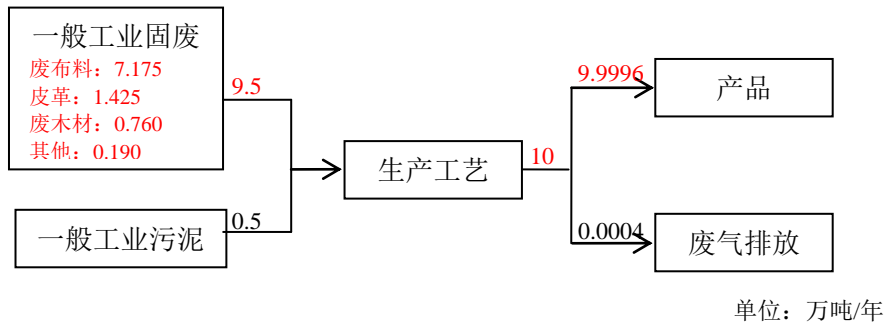 一般工业固废
废布料：7.175
皮革：1.425
废木材：0.760
其他：0.190
9.5
一般工业污泥
0.5
生产工艺
10
9.9996
产品
0.0004
废气排放
单位：万吨/年